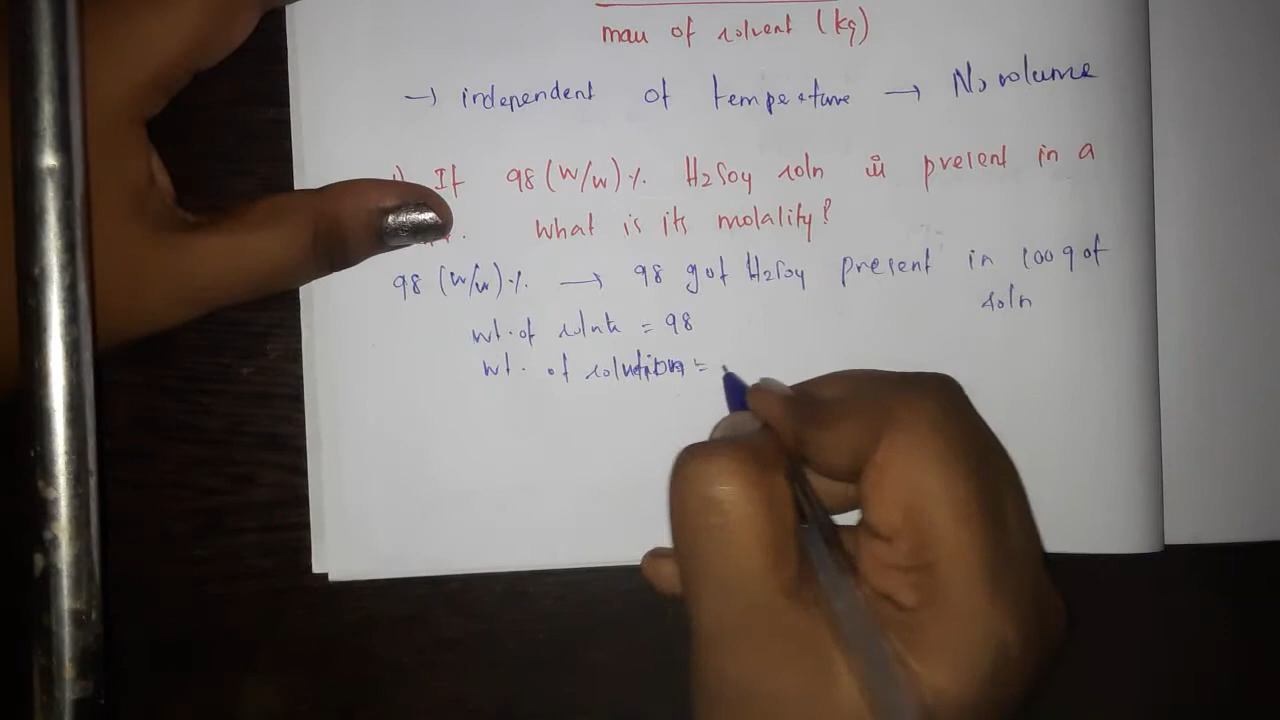 mass of solvent (kg)
→ independent of temperature → No volume
1) If 98 (w/w) % H2SO4 soln is present in a
What is its molality?
98 (w/w) % → 98 g of H2SO4 present in 100 g of
soln
wt. of solute = 98
wt. of solution =